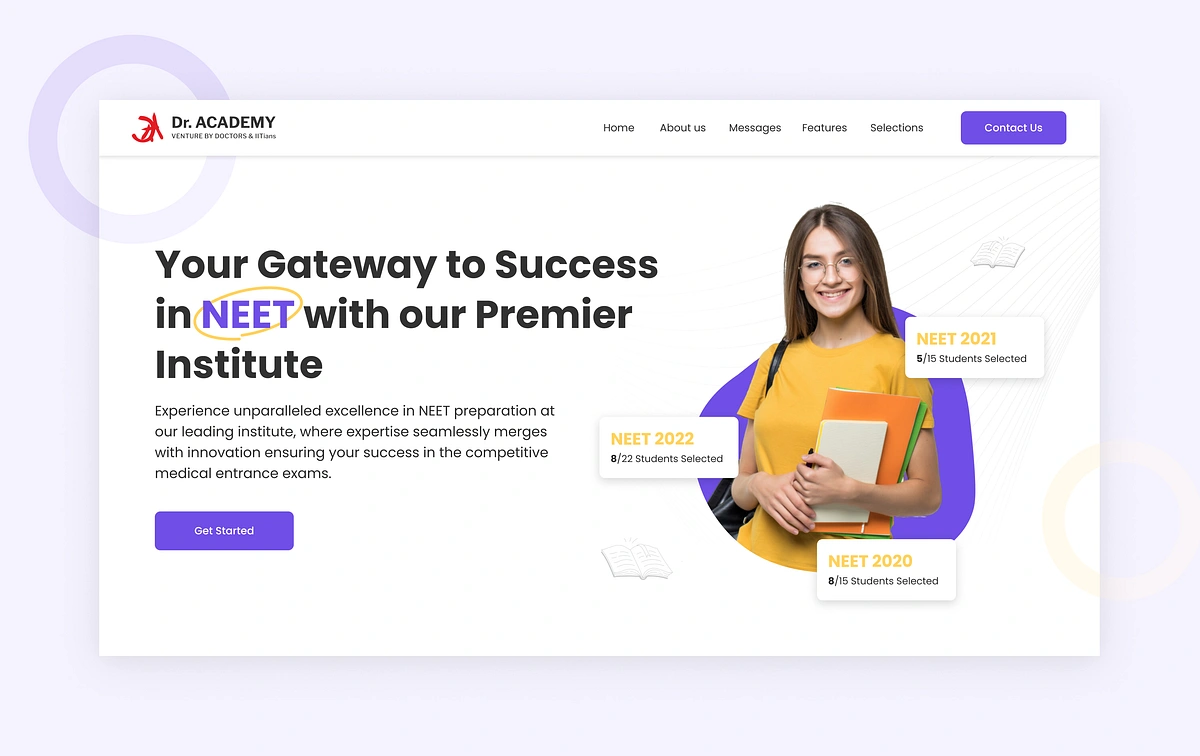 Dr. ACADEMY
VENTURE BY DOCTORS & IITians
Home
About us
Messages
Features
Selections
Contact Us
Your Gateway to Success
in NEET with our Premier
Institute
Experience unparalleled excellence in NEET preparation at
our leading institute, where expertise seamlessly merges
with innovation ensuring your success in the competitive
medical entrance exams.
Get Started
NEET 2021
5/15 Students Selected
NEET 2022
8/22 Students Selected
NEET 2020
8/15 Students Selected